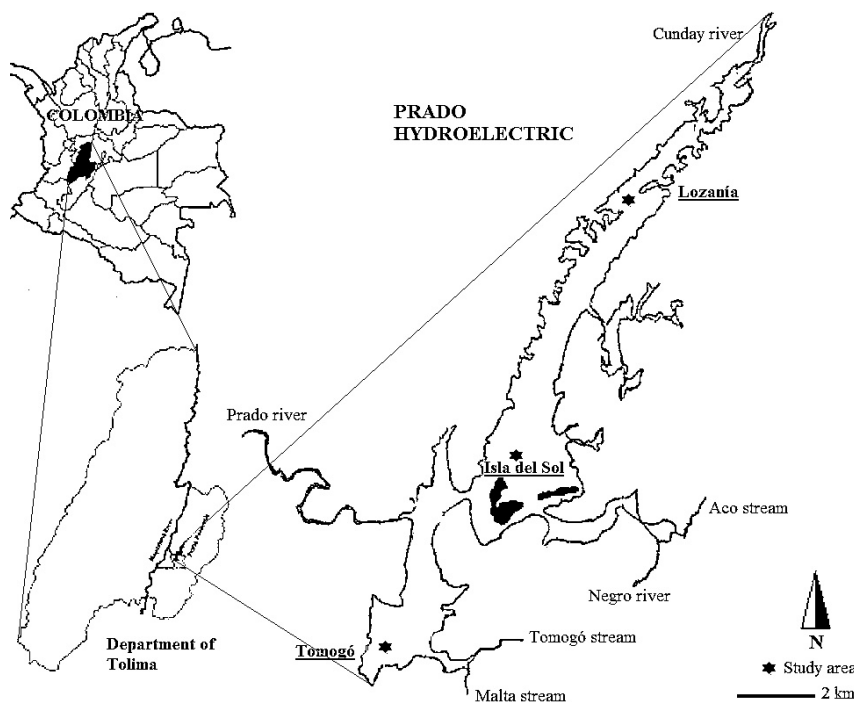 Cunday river
COLOMBIA
PRADO
HYDROELECTRIC
Lozanía
Prado river
Isla del Sol
Aco stream
Negro river
Department of
Tolima
Tomogó
Tomogó stream
Malta stream
N
Study area
2 km